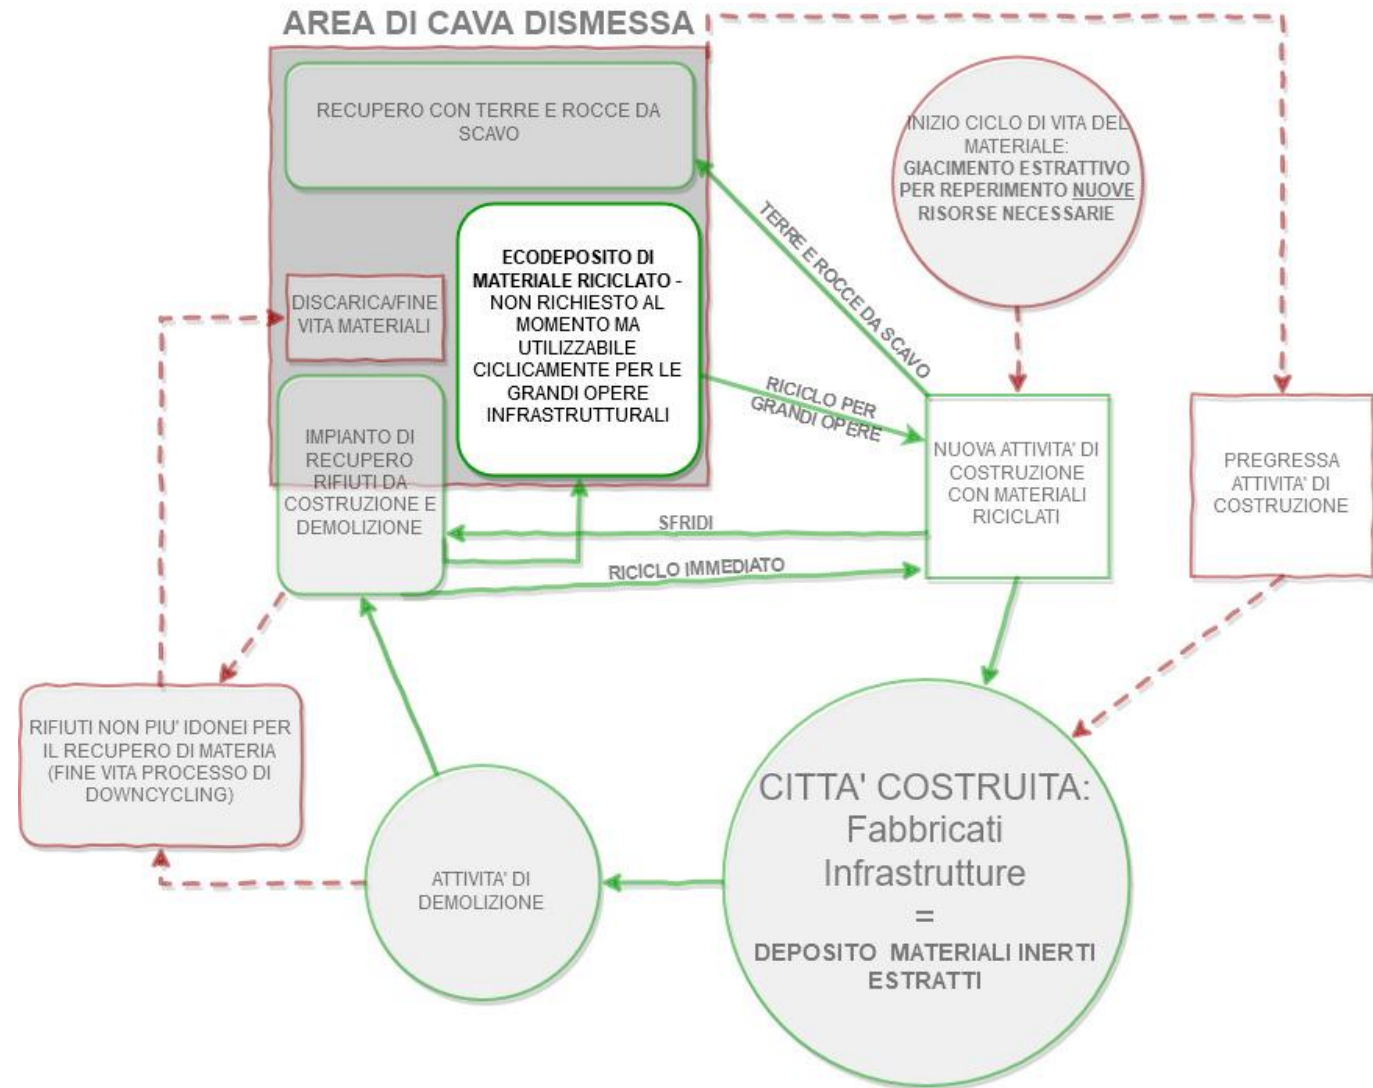 AREA DI CAVA DISMESSA
RECUPERO CON TERRE E ROCCE DA
SCAVO
INIZIO CICLO DI VITA DEL
MATERIALE:
GIACIMENTO ESTRATTIVO
PER REPERIMENTO NUOVE
RISORSE NECESSARIE
TERRE E ROCCE DA SCAVO
ECODEPOSITO DI
MATERIALE RICICLATO -
NON RICHIESTO AL
MOMENTO MA
UTILIZZABILE
CICLICAMENTE PER LE
GRANDI OPERE
INFRASTRUTTURALI
DISCARICA/FINE
VITA MATERIALI
RICICLO PER
GRANDI OPERE
IMPIANTO DI
RECUPERO
RIFIUTI DA
COSTRUZIONE E
DEMOLIZIONE
NUOVA ATTIVITA' DI
COSTRUZIONE
CON MATERIALI
RICICLATI
PREGRESSA
ATTIVITA' DI
COSTRUZIONE
SFRIDI
RICICLO IMMEDIATO
RIFIUTI NON PIU' IDONEI PER
IL RECUPERO DI MATERIA
(FINE VITA PROCESSO DI
DOWNCYCLING)
ATTIVITA' DI
DEMOLIZIONE
CITTA' COSTRUITA:
Fabbricati
Infrastrutture
=
DEPOSITO MATERIALI INERTI
ESTRATTI